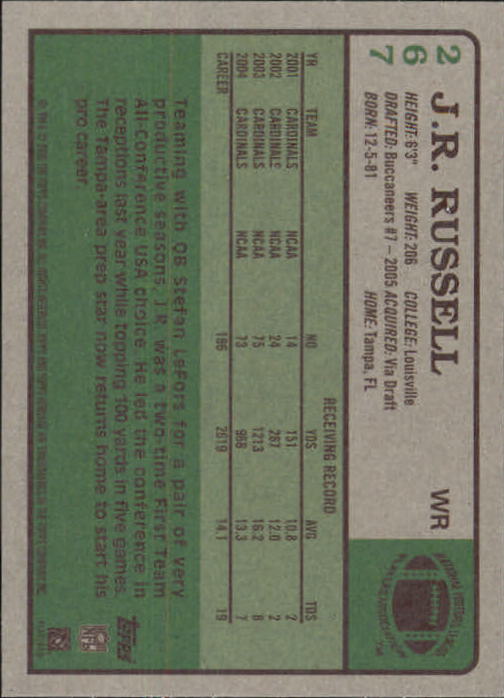 267
J.R. RUSSELL WR
HEIGHT: 6'3" WEIGHT: 206 COLLEGE: Louisville
DRAFTED: Buccaneers #7 - 2005 ACQUIRED: Via Draft
BORN: 12-5-81 HOME: Tampa, FL
RECEIVING RECORD
YR TEAM NO YDS AVG TDS
2001 CARDINALS NCAA 14 151 10.8 2
2002 CARDINALS NCAA 24 287 12.0 2
2003 CARDINALS NCAA 75 1213 16.2 8
2004 CARDINALS NCAA 73 968 13.3 7
CAREER 186 2619 14.1 19
Teaming with QB Stefan LeFors for a pair of very
productive seasons, J.R. was a two-time First Team
All-Conference USA choice. He led the conference in
receptions last year while topping 100 yards in five games.
The Tampa-area prep star now returns home to start his
pro career.
Topps
NFL